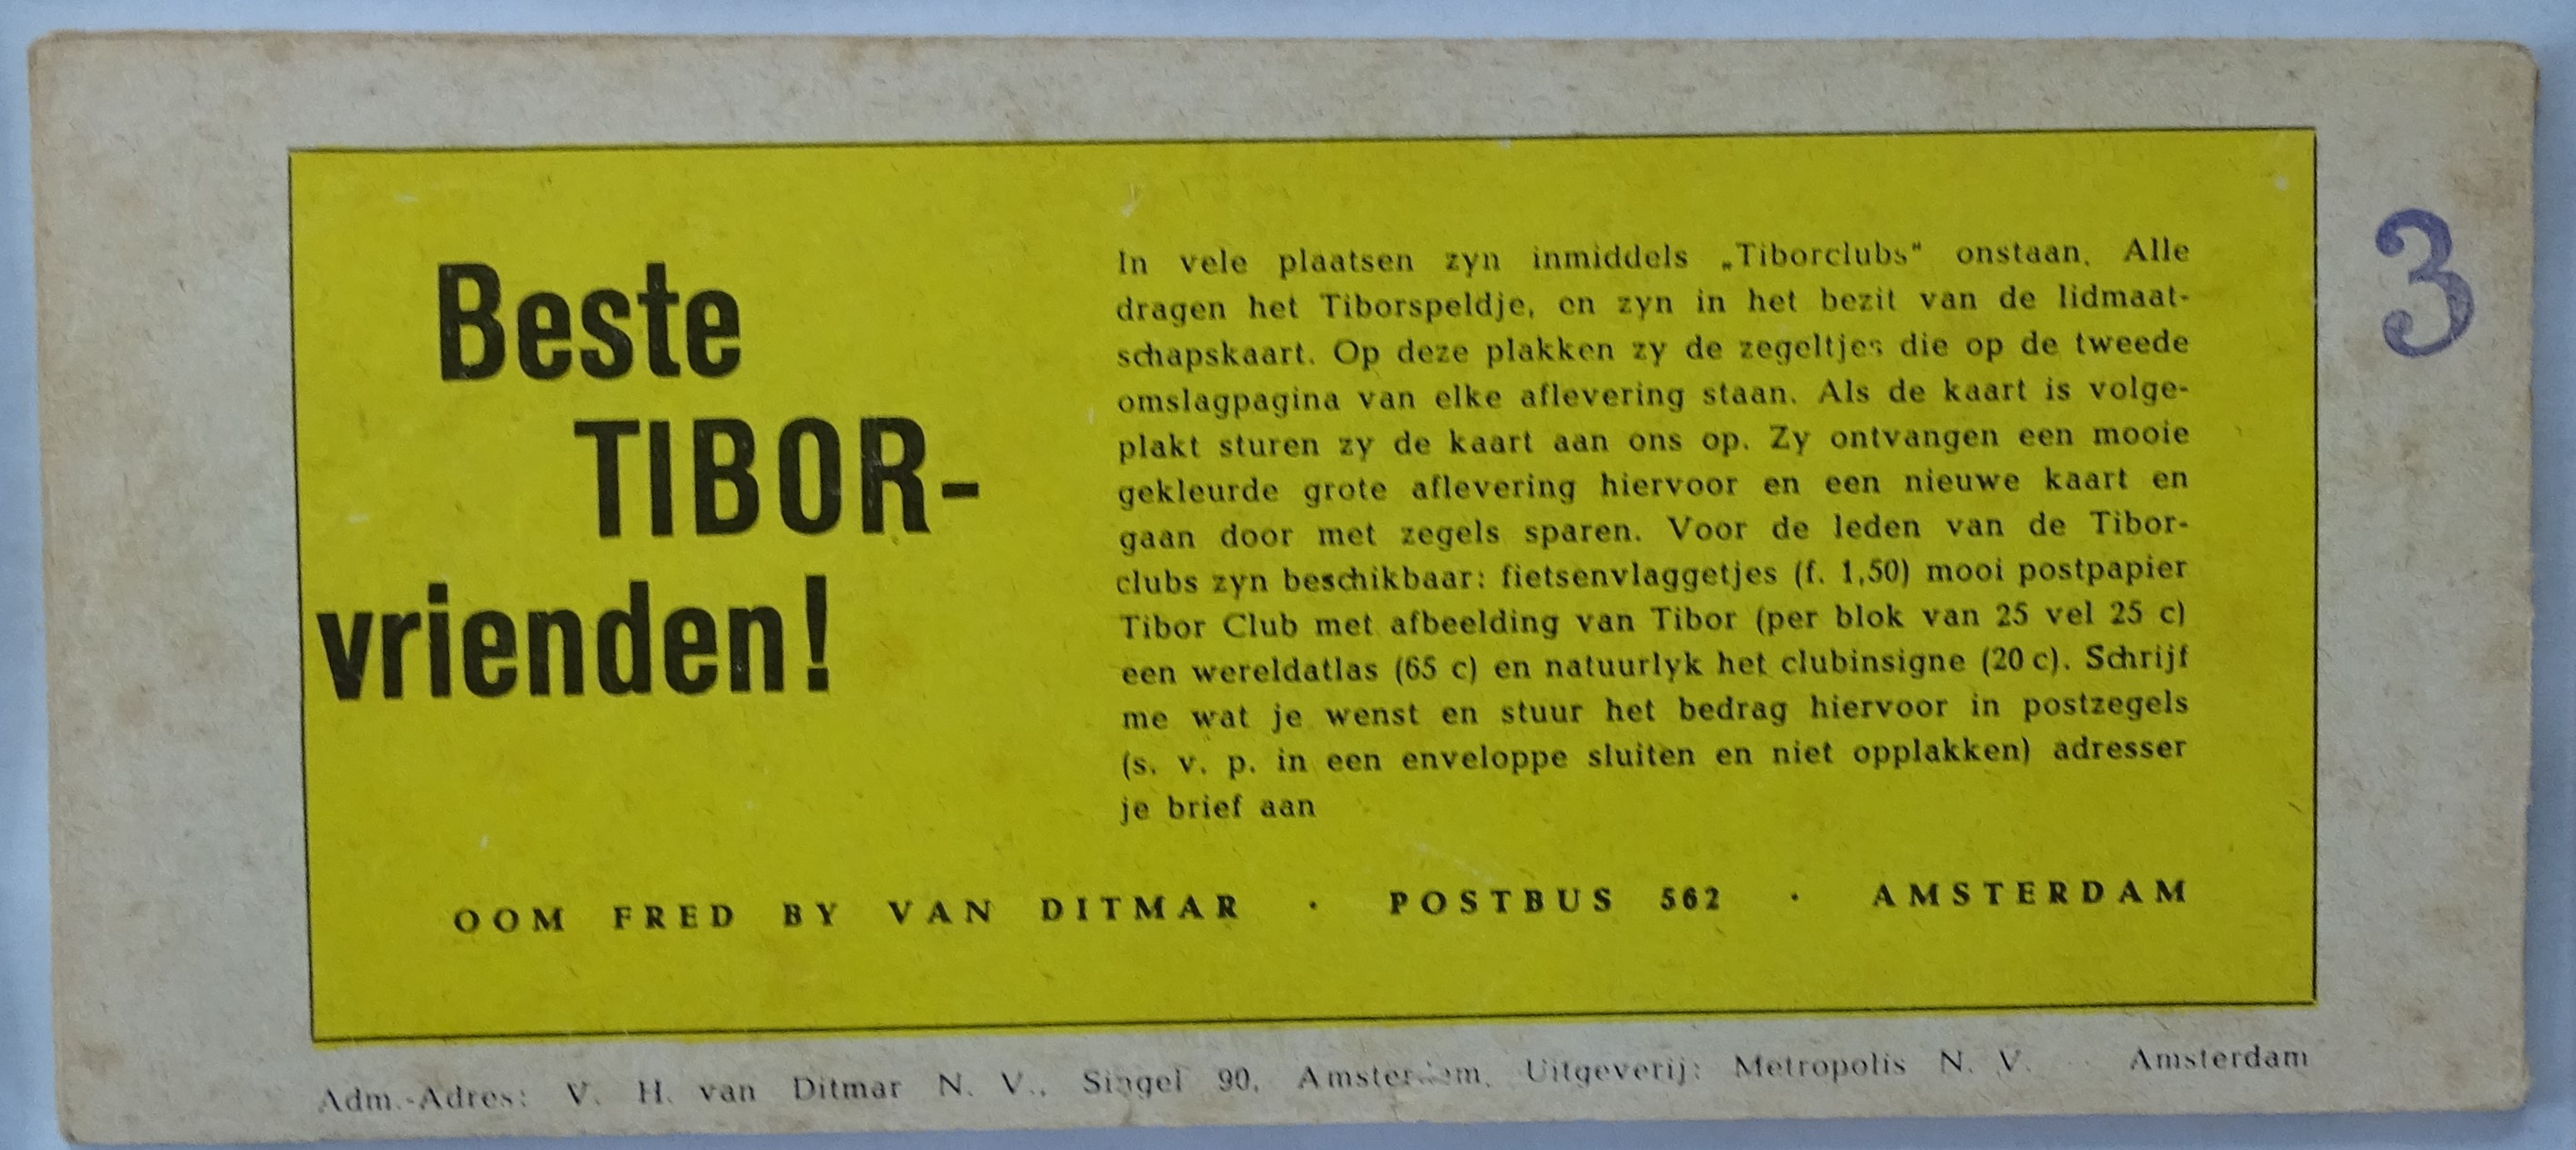 Beste
TIBOR-
vrienden!
In vele plaatsen zyn inmiddels „Tiborclubs" onstaan. Alle
dragen het Tiborspeldje, en zyn in het bezit van de lidmaat-
schapskaart. Op deze plakken zy de zegeltjes die op de tweede
omslagpagina van elke aflevering staan. Als de kaart is volge-
plakt sturen zy de kaart aan ons op. Zy ontvangen een mooie
gekleurde grote aflevering hiervoor en een nieuwe kaart en
gaan door met zegels sparen. Voor de leden van de Tibor-
clubs zyn beschikbaar: fietsenvlaggetjes (f. 1,50) mooi postpapier
Tibor Club met afbeelding van Tibor (per blok van 25 vel 25 c)
een wereldatlas (65 c) en natuurlyk het clubinsigne (20 c). Schrijf
me wat je wenst en stuur het bedrag hiervoor in postzegels
(s. v. p. in een enveloppe sluiten en niet opplakken) adresser
je brief aan
OOM FRED BY VAN DITMAR · POSTBUS 562 · AMSTERDAM
Adm.-Adres: V. H. van Ditmar N. V., Singel 90, Amsterdam. Uitgeverij: Metropolis N. V. - Amsterdam
3